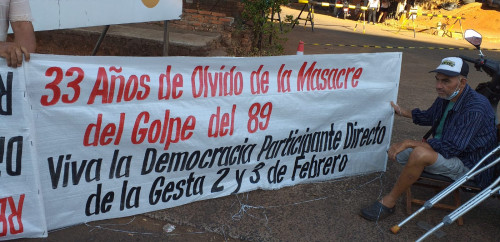 33 Años de Olvido de la Masacre
del Golpe del 89
Viva la Democracia Participante Directo
de la Gesta 2 y 3 de Febrero